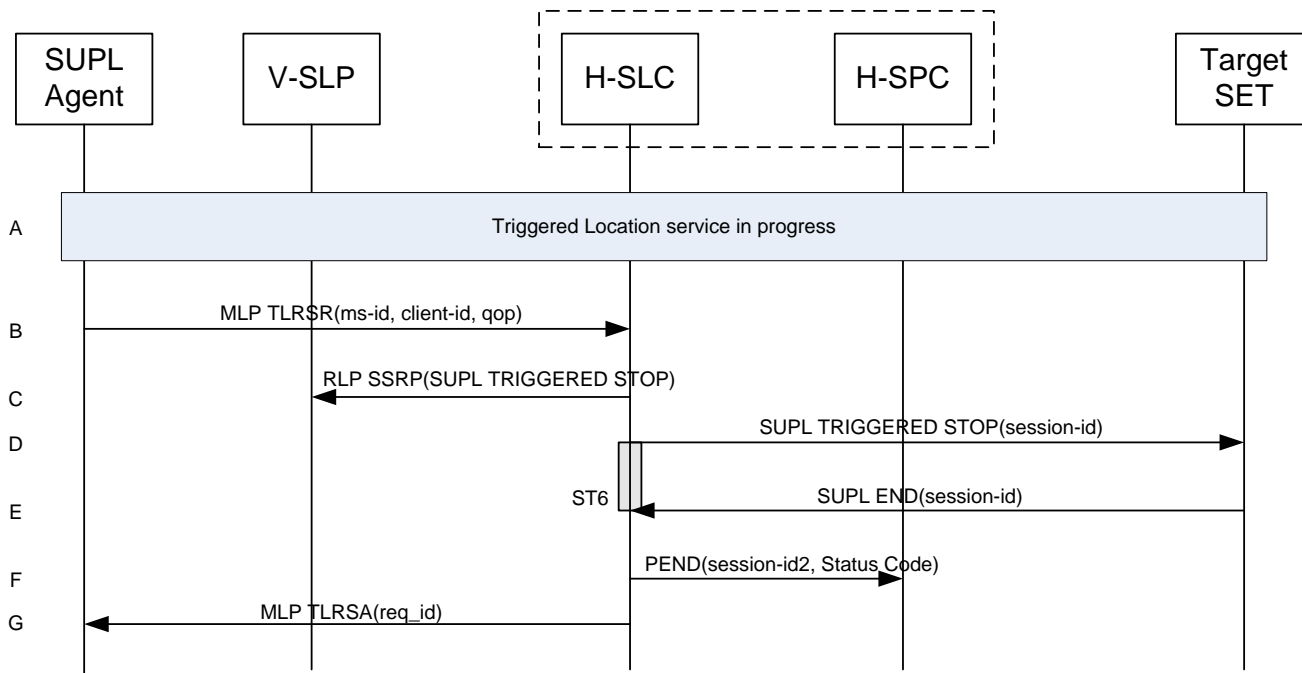 SUPL
Agent
V-SLP
H-SLC
H-SPC
Target
SET
A
Triggered Location service in progress
B
MLP TLRSR(ms-id, client-id, qop)
C
RLP SSRP(SUPL TRIGGERED STOP)
D
SUPL TRIGGERED STOP(session-id)
ST6
E
SUPL END(session-id)
F
PEND(session-id2, Status Code)
G
MLP TLRSA(req_id)